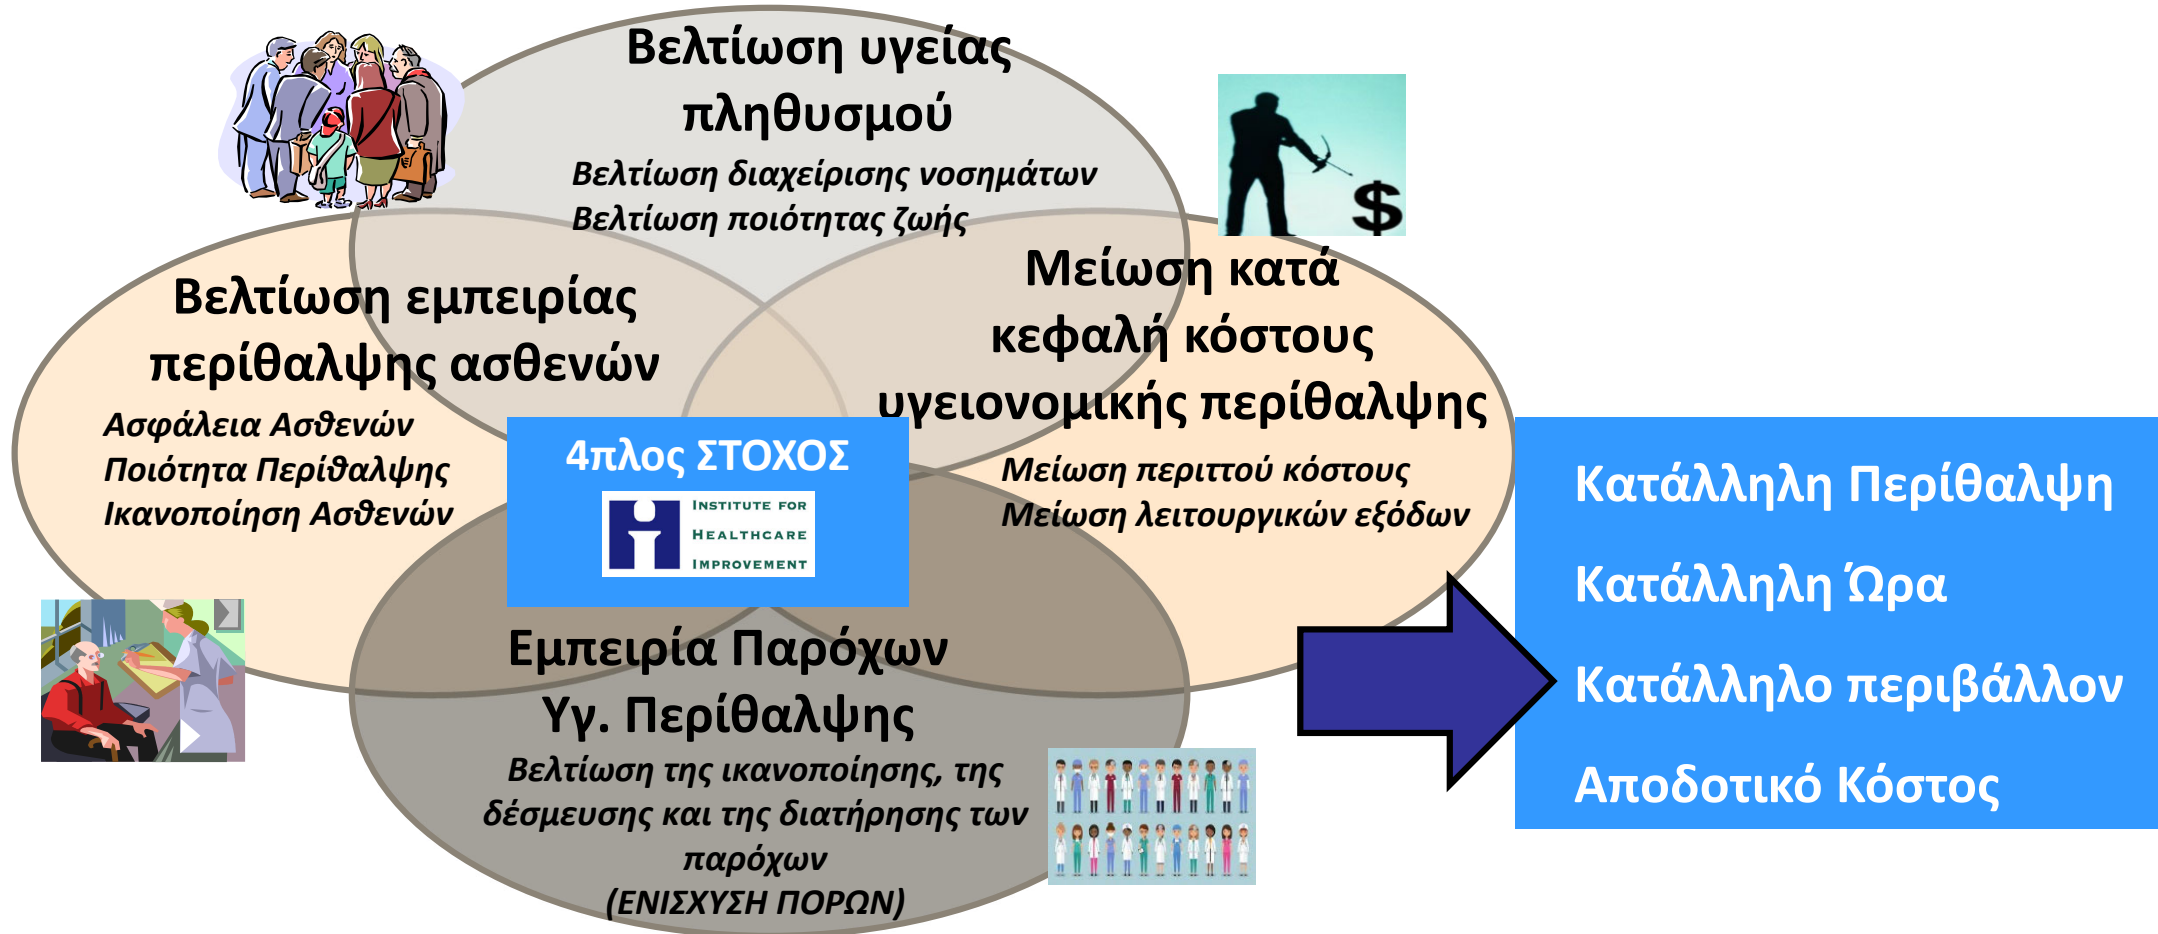 Βελτίωση υγείας
πληθυσμού
Βελτίωση διαχείρισης νοσημάτων
Βελτίωση ποιότητας ζωής
Βελτίωση εμπειρίας
περίθαλψης ασθενών
Ασφάλεια Ασθενών
Ποιότητα Περίθαλψης
Ικανοποίηση Ασθενών
Μείωση κατά
κεφαλή κόστους
υγειονομικής περίθαλψης
Μείωση περιττού κόστους
Μείωση λειτουργικών εξόδων
$
4πλος ΣΤΟΧΟΣ
INSTITUTE FOR
HEALTHCARE
IMPROVEMENT
Εμπειρία Παρόχων
Υγ. Περίθαλψης
Βελτίωση της ικανοποίησης, της
δέσμευσης και της διατήρησης των
παρόχων
(ΕΝΙΣΧΥΣΗ ΠΟΡΩΝ)
Κατάλληλη Περίθαλψη
Κατάλληλη Ώρα
Κατάλληλο περιβάλλον
Αποδοτικό Κόστος